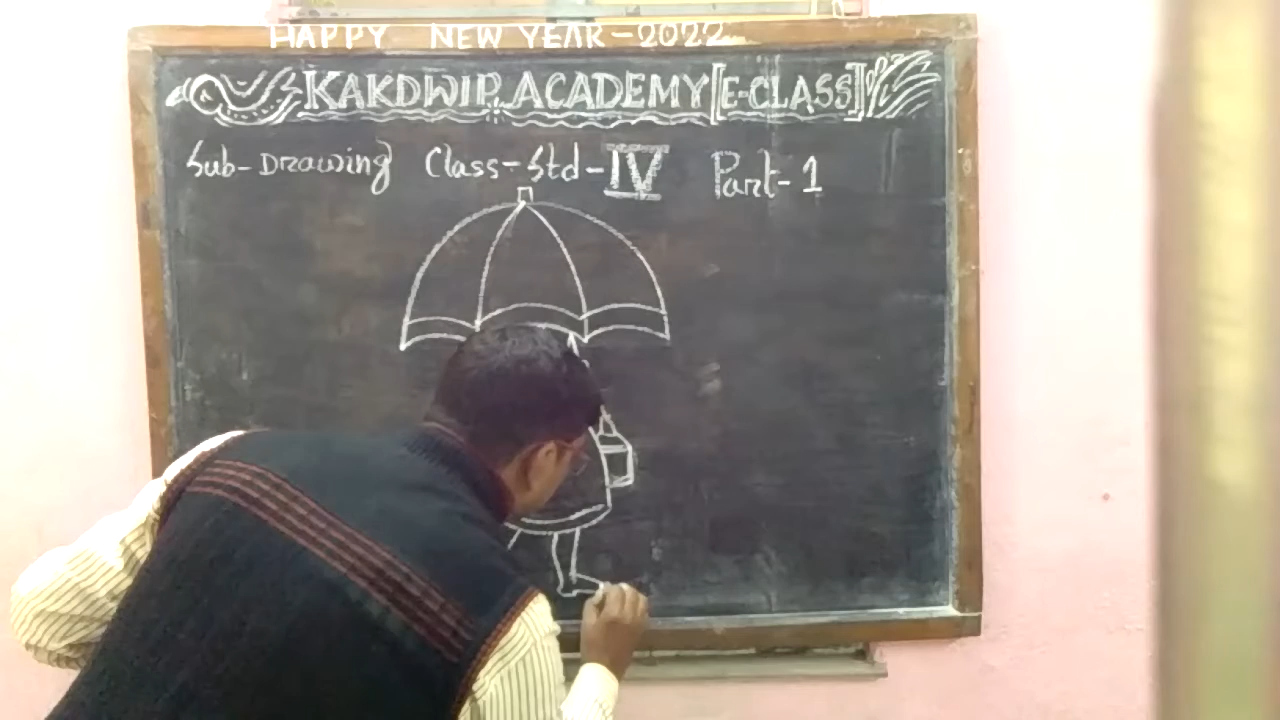 HAPPY NEW YEAR-2022
KAKDWIP ACADEMY [E-CLASS]
Sub-Drawing Class-Std-IV Part-1